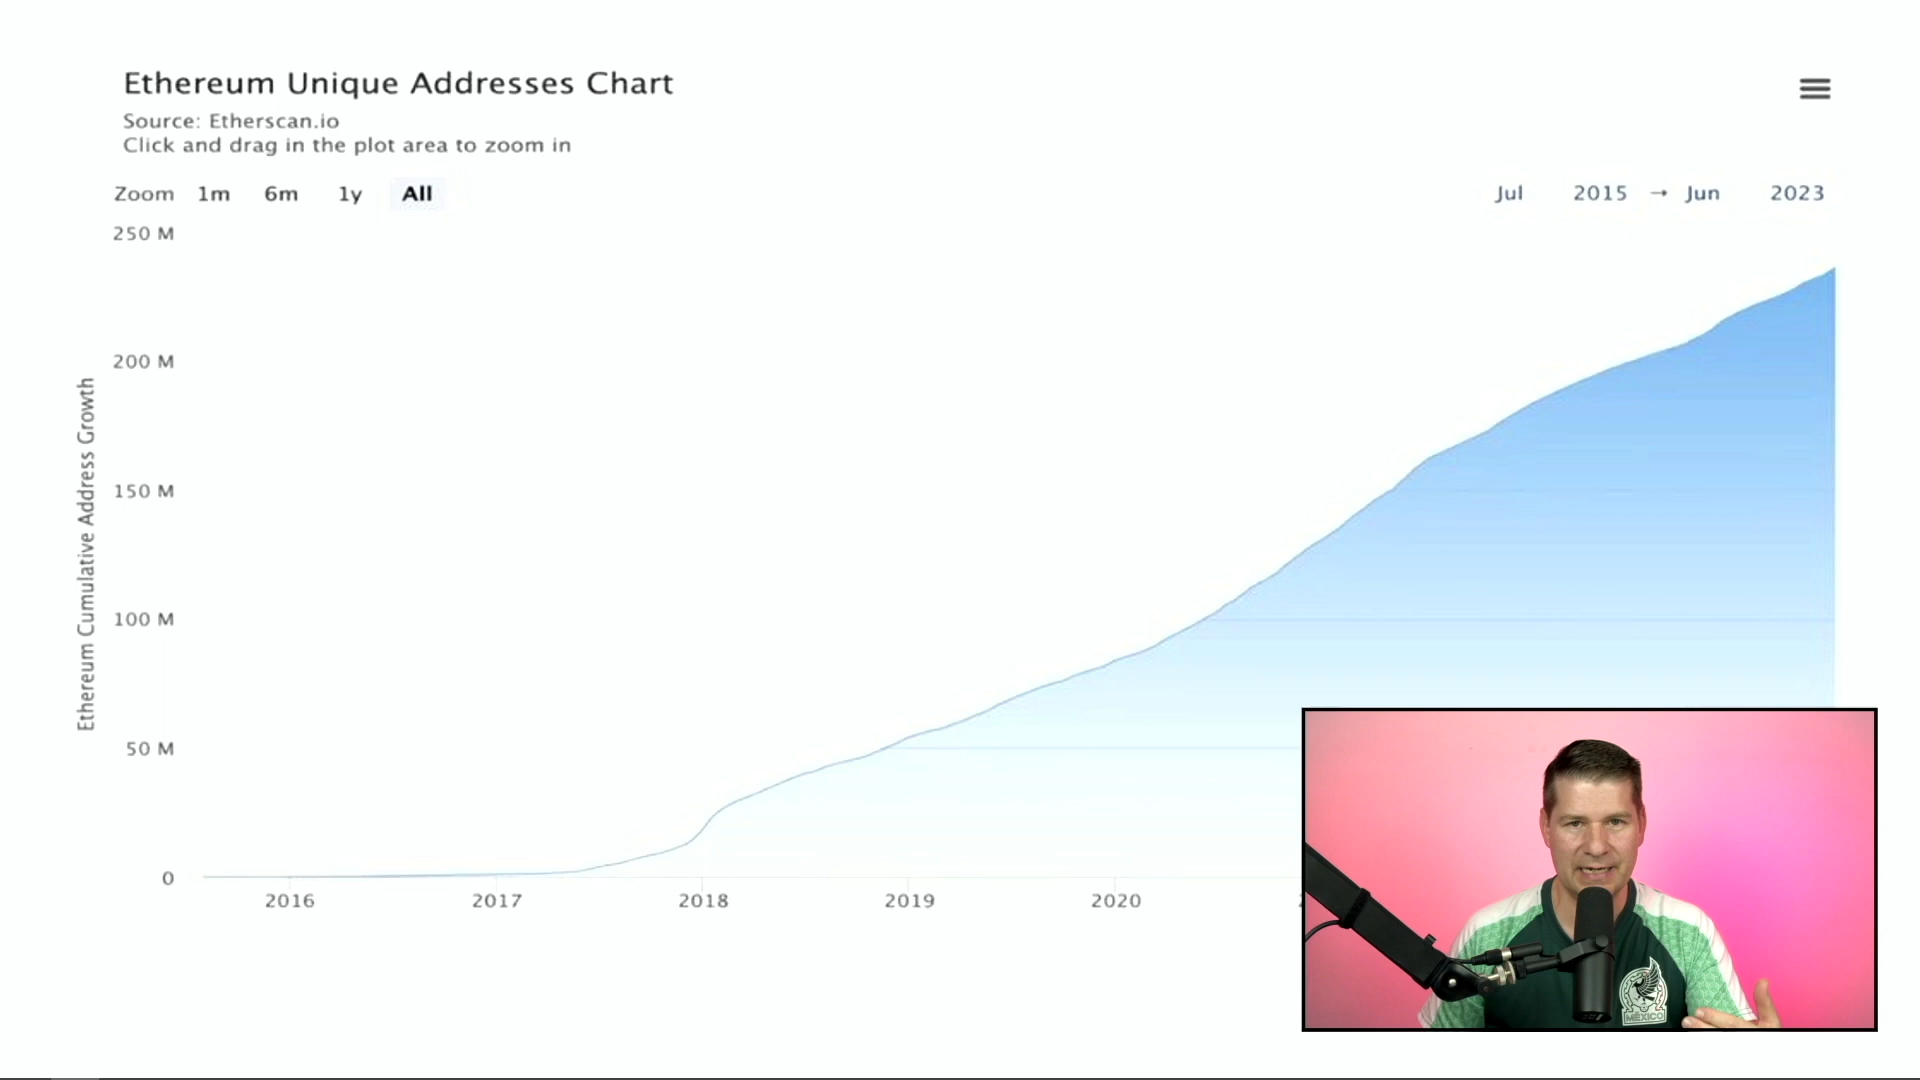 Ethereum Unique Addresses Chart
Source: Etherscan.io
Click and drag in the plot area to zoom in
Zoom 1m 6m 1y All
Jul 2015 → Jun 2023
250 M
200 M
150 M
100 M
50 M
0
Ethereum Cumulative Address Growth
2016 2017 2018 2019 2020
MEXICO